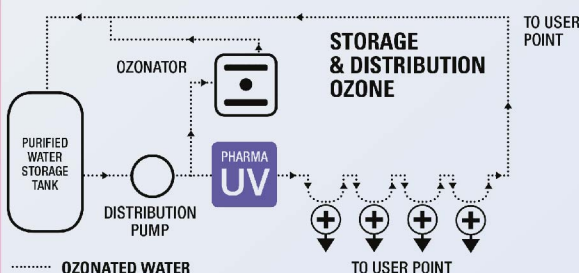 TO USER
POINT
STORAGE
& DISTRIBUTION
OZONE
OZONATOR
PURIFIED
WATER
STORAGE
TANK
PHARMA
UV
DISTRIBUTION
PUMP
OZONATED WATER
TO USER POINT